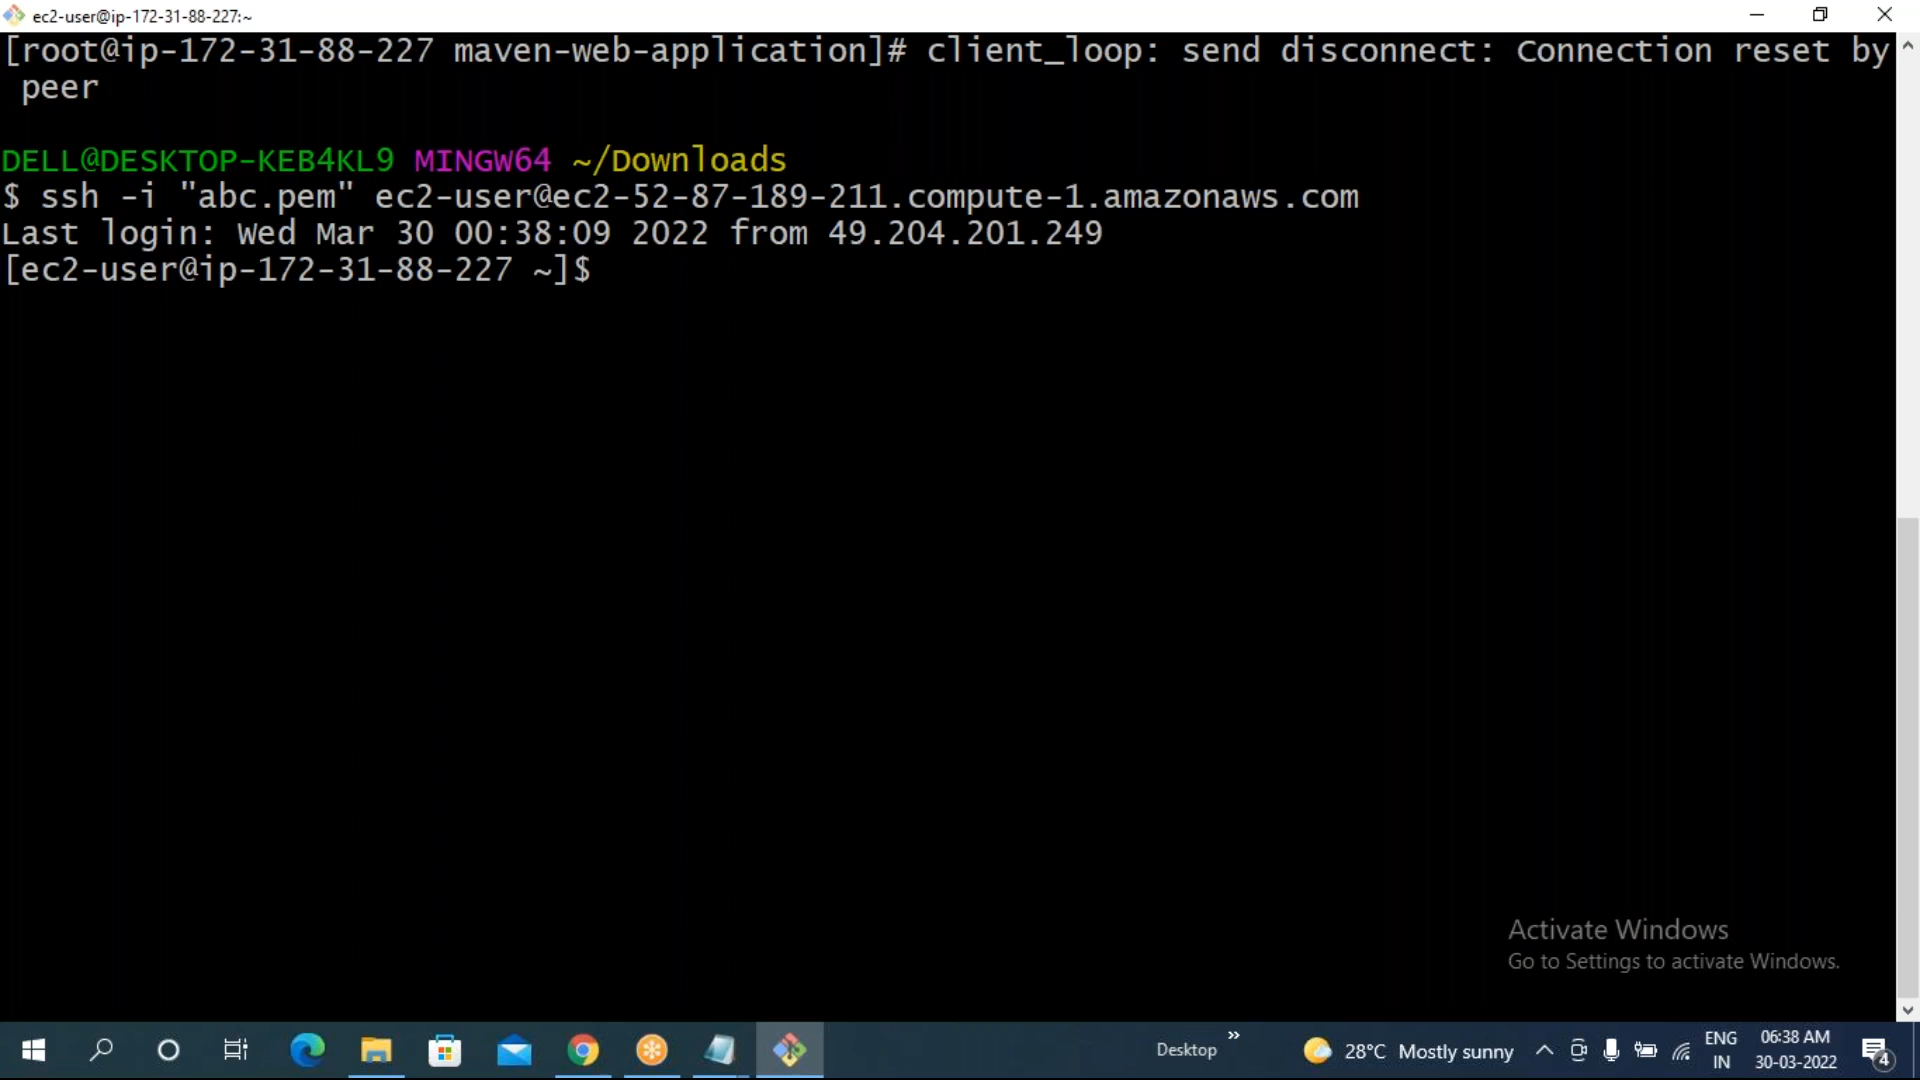 ec2-user@ip-172-31-88-227:~
[root@ip-172-31-88-227 maven-web-application]# client_loop: send disconnect: Connection reset by
peer
DELL@DESKTOP-KEB4KL9 MINGW64 ~/Downloads
$ ssh -i "abc.pem" ec2-user@ec2-52-87-189-211.compute-1.amazonaws.com
Last login: Wed Mar 30 00:38:09 2022 from 49.204.201.249
[ec2-user@ip-172-31-88-227 ~]$
Activate Windows
Go to Settings to activate Windows.
Desktop
28°C Mostly sunny
ENG
IN
06:38 AM
30-03-2022
4